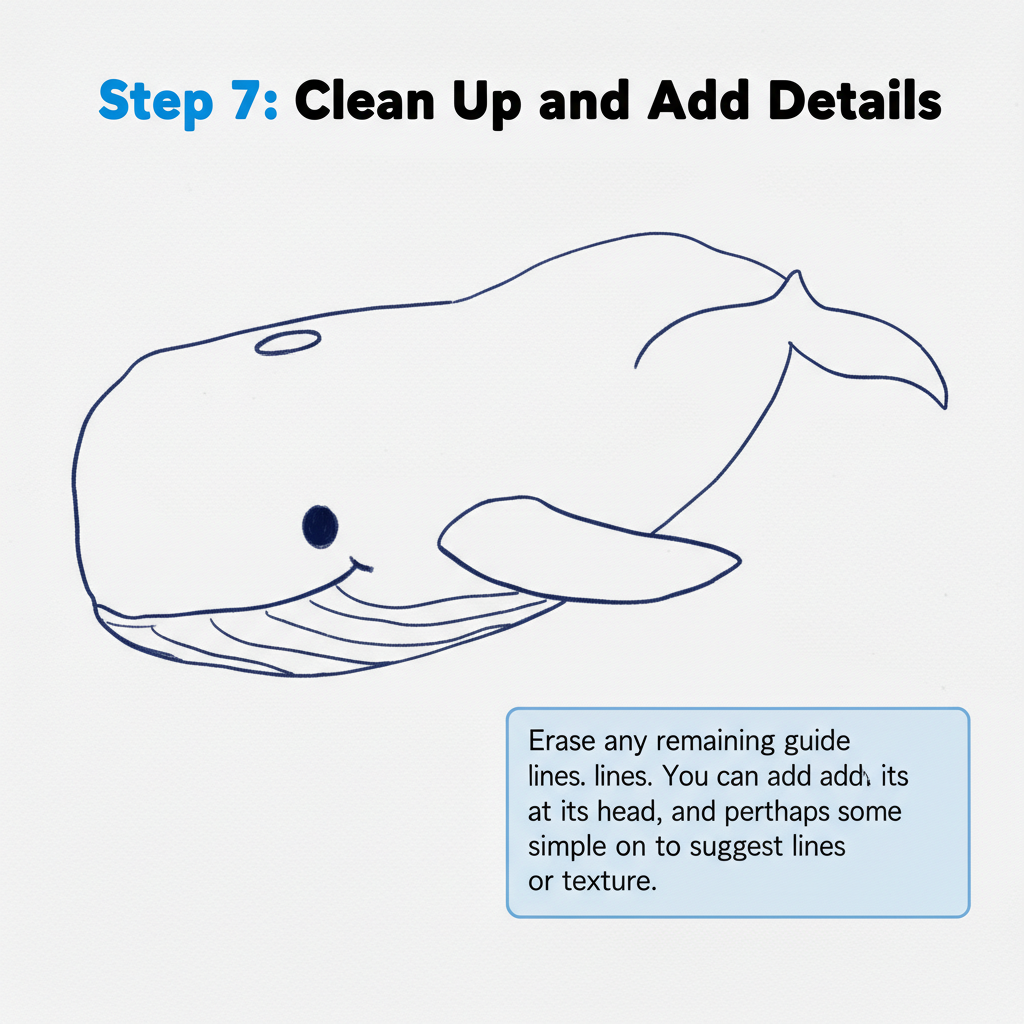 Step 7: Clean Up and Add Details
Erase any remaining guide
lines. lines. You can add add, its
at its head, and perthaps some
simple on to suggest lines
or texture.